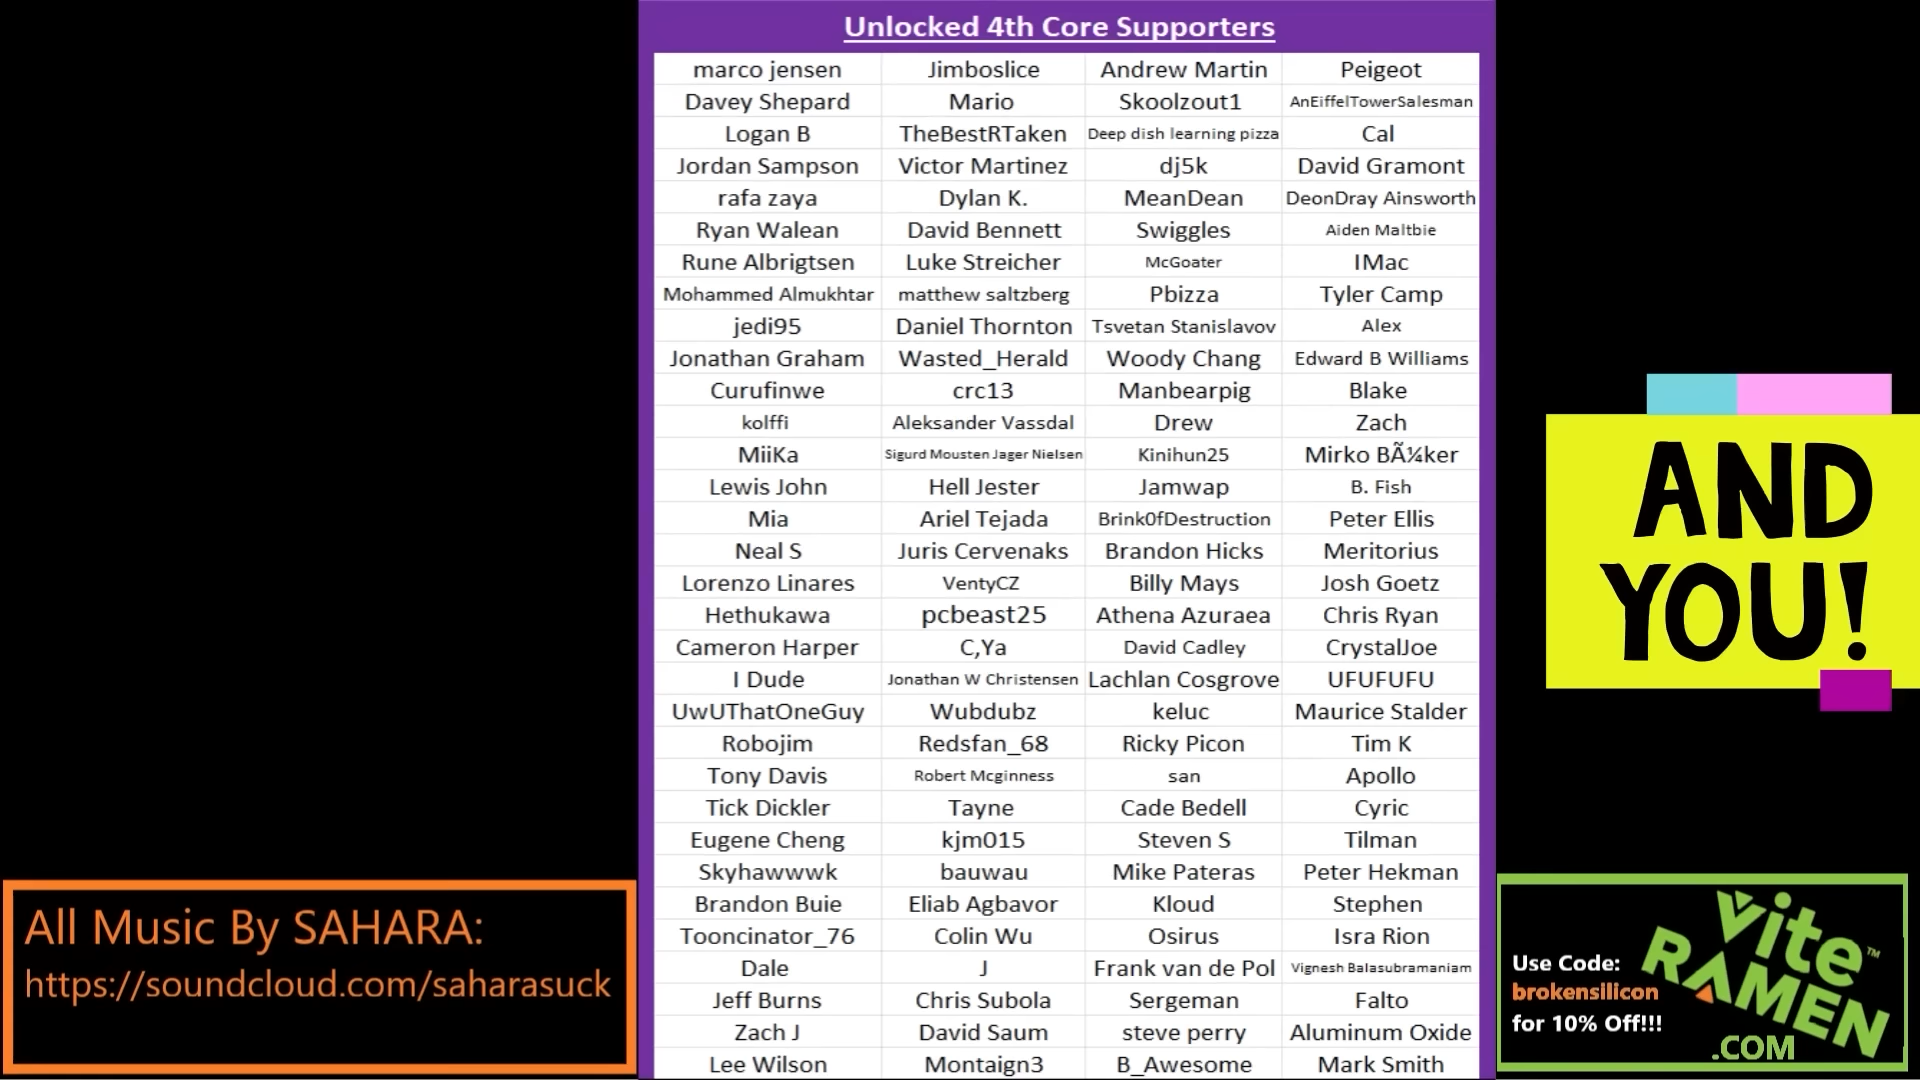 Unlocked 4th Core Supporters
marco jensen Jimboslice Andrew Martin Peigeot
Davey Shepard Mario Skoolzout1 AnEiffelTowerSalesman
Logan B TheBestRTaken Deep dish learning pizza Cal
Jordan Sampson Victor Martinez dj5k David Gramont
rafa zaya Dylan K. MeanDean DeonDray Ainsworth
Ryan Walean David Bennett Swiggles Aiden Maltbie
Rune Albrigtsen Luke Streicher McGoater IMac
Mohammed Almukhtar matthew saltzberg Pbizza Tyler Camp
jedi95 Daniel Thornton Tsvetan Stanislavov Alex
Jonathan Graham Wasted_Herald Woody Chang Edward B Williams
Curufinwe crc13 Manbearpig Blake
kolffi Aleksander Vassdal Drew Zach
MiiKa Sigurd Mousten Jager Nielsen Kinihun25 Mirko BÃ¼ker
Lewis John Hell Jester Jamwap B. Fish
Mia Ariel Tejada Brink0fDestruction Peter Ellis
Neal S Juris Cervenaks Brandon Hicks Meritorius
Lorenzo Linares VentyCZ Billy Mays Josh Goetz
Hethukawa pcbeast25 Athena Azuraea Chris Ryan
Cameron Harper C,Ya David Cadley CrystalJoe
I Dude Jonathan W Christensen Lachlan Cosgrove UFUFUFU
UwUThatOneGuy Wubdubz keluc Maurice Stalder
Robojim Redsfan_68 Ricky Picon Tim K
Tony Davis Robert Mcginness san Apollo
Tick Dickler Tayne Cade Bedell Cyric
Eugene Cheng kjm015 Steven S Tilman
Skyhawwwk bauwau Mike Pateras Peter Hekman
Brandon Buie Eliab Agbavor Kloud Stephen
Tooncinator_76 Colin Wu Osirus Isra Rion
Dale J Frank van de Pol Vignesh Balasubramaniam
Jeff Burns Chris Subola Sergeman Falto
Zach J David Saum steve perry Aluminum Oxide
Lee Wilson Montaign3 B_Awesome Mark Smith
AND
YOU!
All Music By SAHARA:
https://soundcloud.com/saharasuck
Use Code:
brokensilicon
for 10% Off!!!
Vite™
RAMEN
.COM